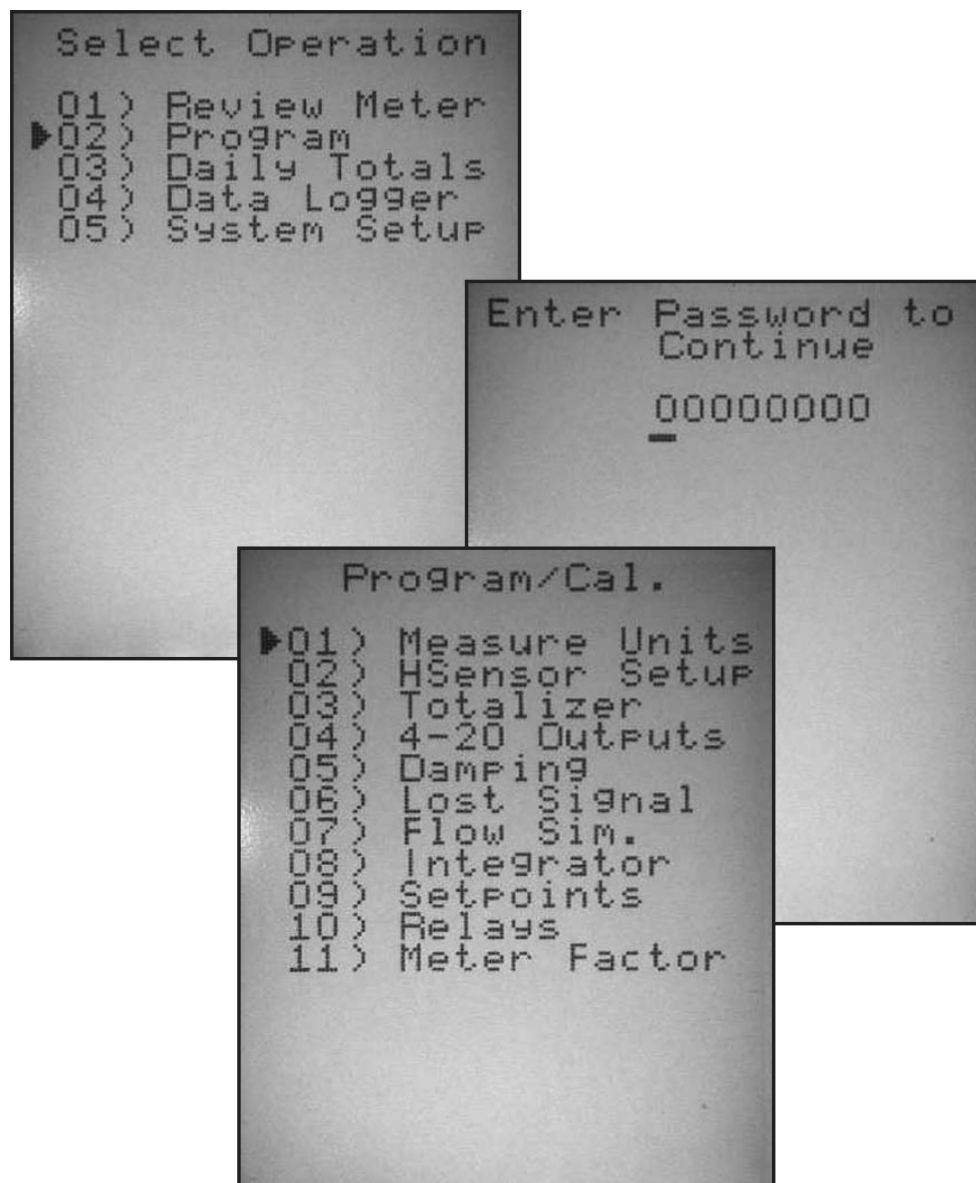 Select Operation
01) Review Meter
02) Program
03) Daily Totals
04) Data Logger
05) System Setup
Enter Password to
Continue
00000000
Program/Cal.
01) Measure Units
02) HSensor Setup
03) Totalizer
04) 4-20 Outputs
05) Damping
06) Lost Signal
07) Flow Sim.
08) Integrator
09) Setpoints
10) Relays
11) Meter Factor